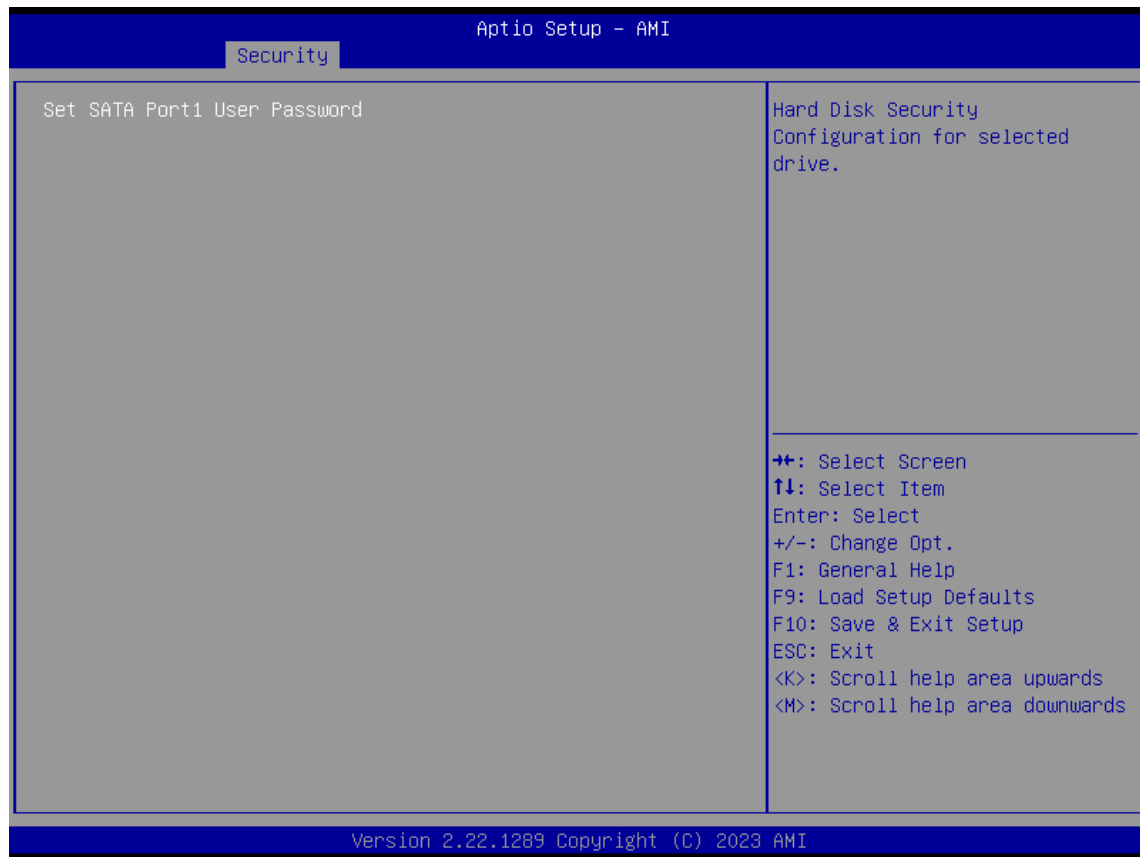 Aptio Setup – AMI
Security
Set SATA Port1 User Password
Hard Disk Security
Configuration for selected
drive.
→←: Select Screen
↑↓: Select Item
Enter: Select
+/-: Change Opt.
F1: General Help
F9: Load Setup Defaults
F10: Save & Exit Setup
ESC: Exit
<K>: Scroll help area upwards
<M>: Scroll help area downwards
Version 2.22.1289 Copyright (C) 2023 AMI